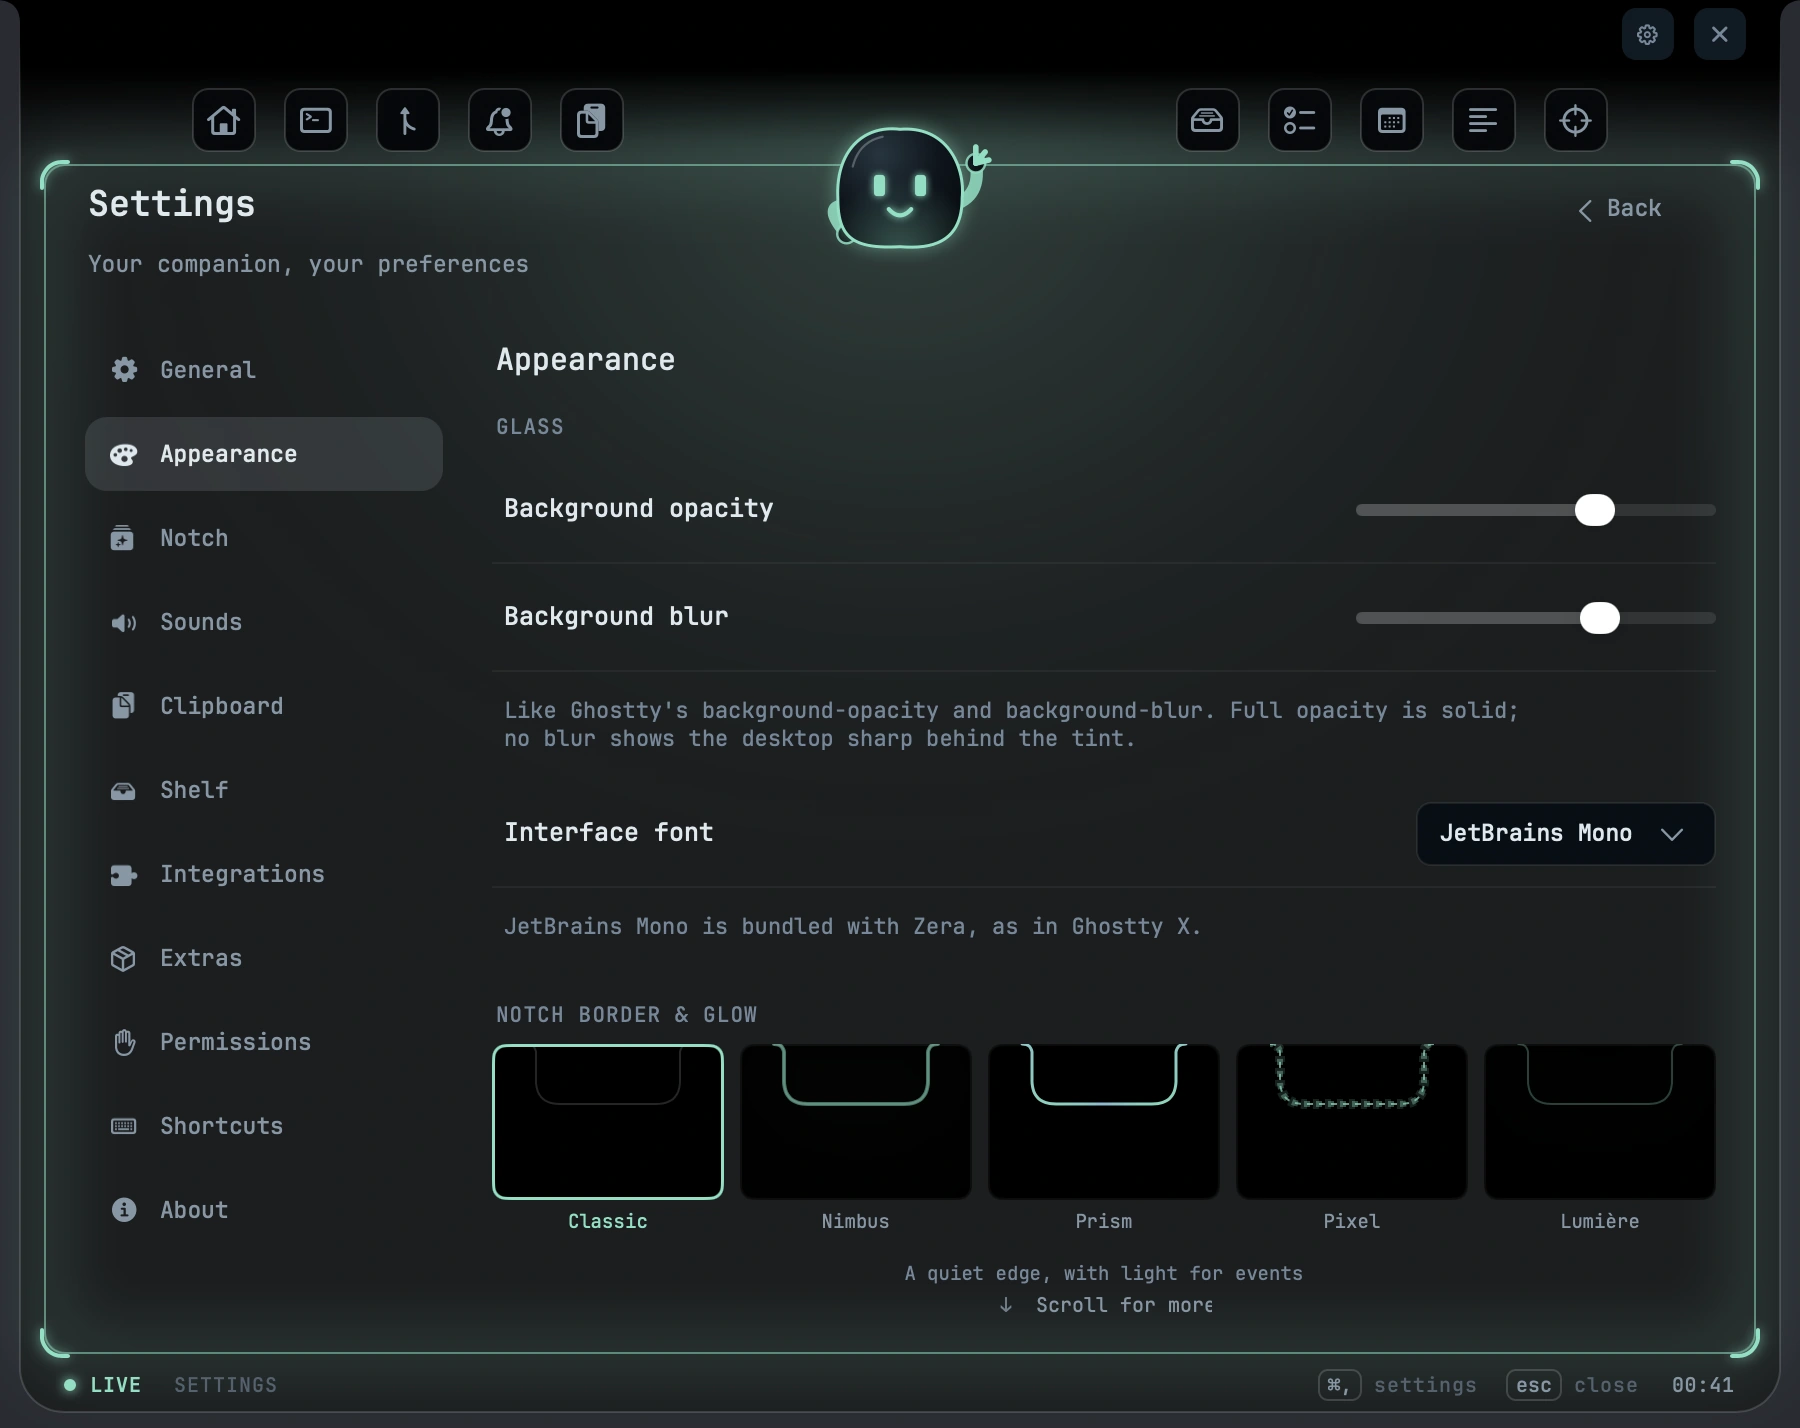 Settings
Back
Your companion, your preferences
General
Appearance
Notch
Sounds
Clipboard
Shelf
Integrations
Extras
Permissions
Shortcuts
About
Appearance
GLASS
Background opacity
Background blur
Like Ghostty's background-opacity and background-blur. Full opacity is solid;
no blur shows the desktop sharp behind the tint.
Interface font
JetBrains Mono
JetBrains Mono is bundled with Zera, as in Ghostty X.
NOTCH BORDER & GLOW
Classic
Nimbus
Prism
Pixel
Lumière
A quiet edge, with light for events
↓ Scroll for more
LIVE SETTINGS
⌘, settings
esc close
00:41